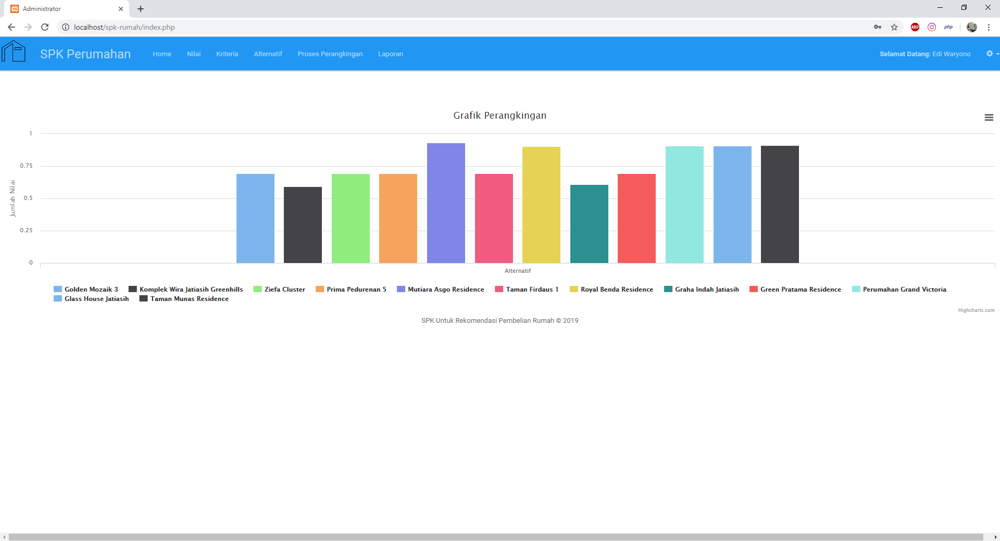 Administrator
localhost/spk-rumah/index.php
ABP
php
SPK Perumahan Home Nilai Kriteria Alternatif Proses Perangkingan Laporan Selamat Datang: Edi Waryono
Grafik Perangkingan
1
0.75
0.5
0.25
0
Jumlah Nilai
Alternatif
Golden Mozaik 3 Komplek Wira Jatiasih Greenhills Ziefa Cluster Prima Pedurenan 5 Mutiara Asgo Residence Taman Firdaus 1 Royal Benda Residence Graha Indah Jatiasih Green Pratama Residence Perumahan Grand Victoria
Glass House Jatiasih Taman Munas Residence
Highcharts.com
SPK Untuk Rekomendasi Pembelian Rumah © 2019